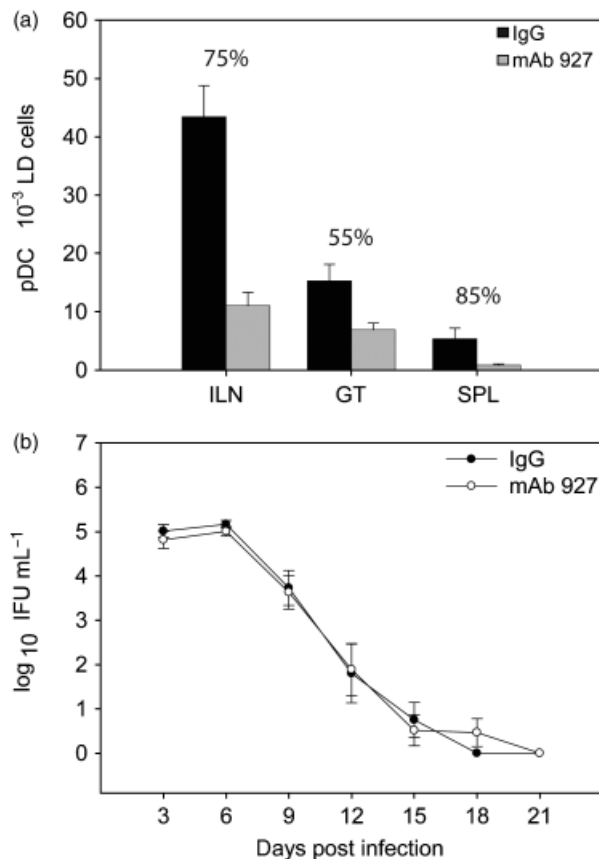 (a)
60
50
40
30
20
10
0
pDC 10⁻³ LD cells
IgG
mAb 927
75%
55%
85%
ILN GT SPL
(b)
7
6
5
4
3
2
1
0
log 10 IFU mL⁻¹
IgG
mAb 927
3 6 9 12 15 18 21
Days post infection